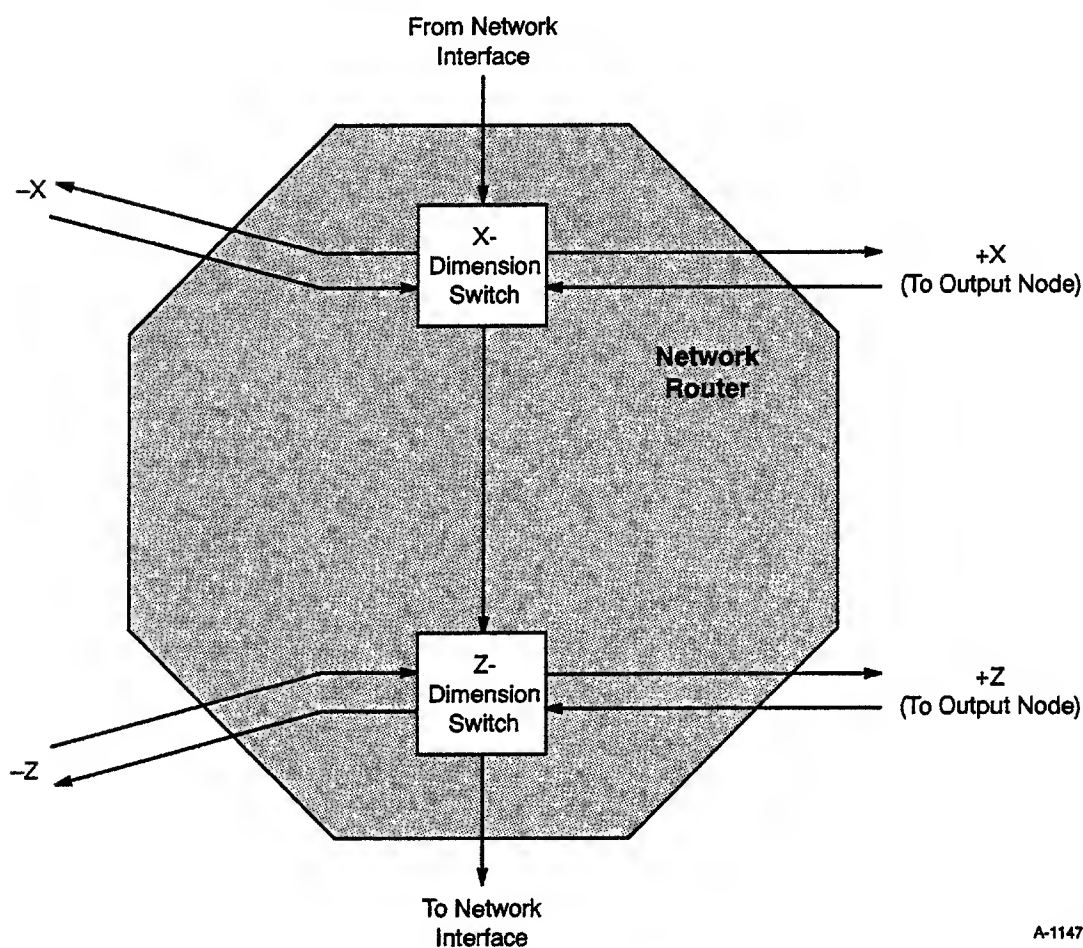 From Network
Interface
–X
X-
Dimension
Switch
+X
(To Output Node)
Network
Router
Z-
Dimension
Switch
+Z
(To Output Node)
–Z
To Network
Interface
A-1147